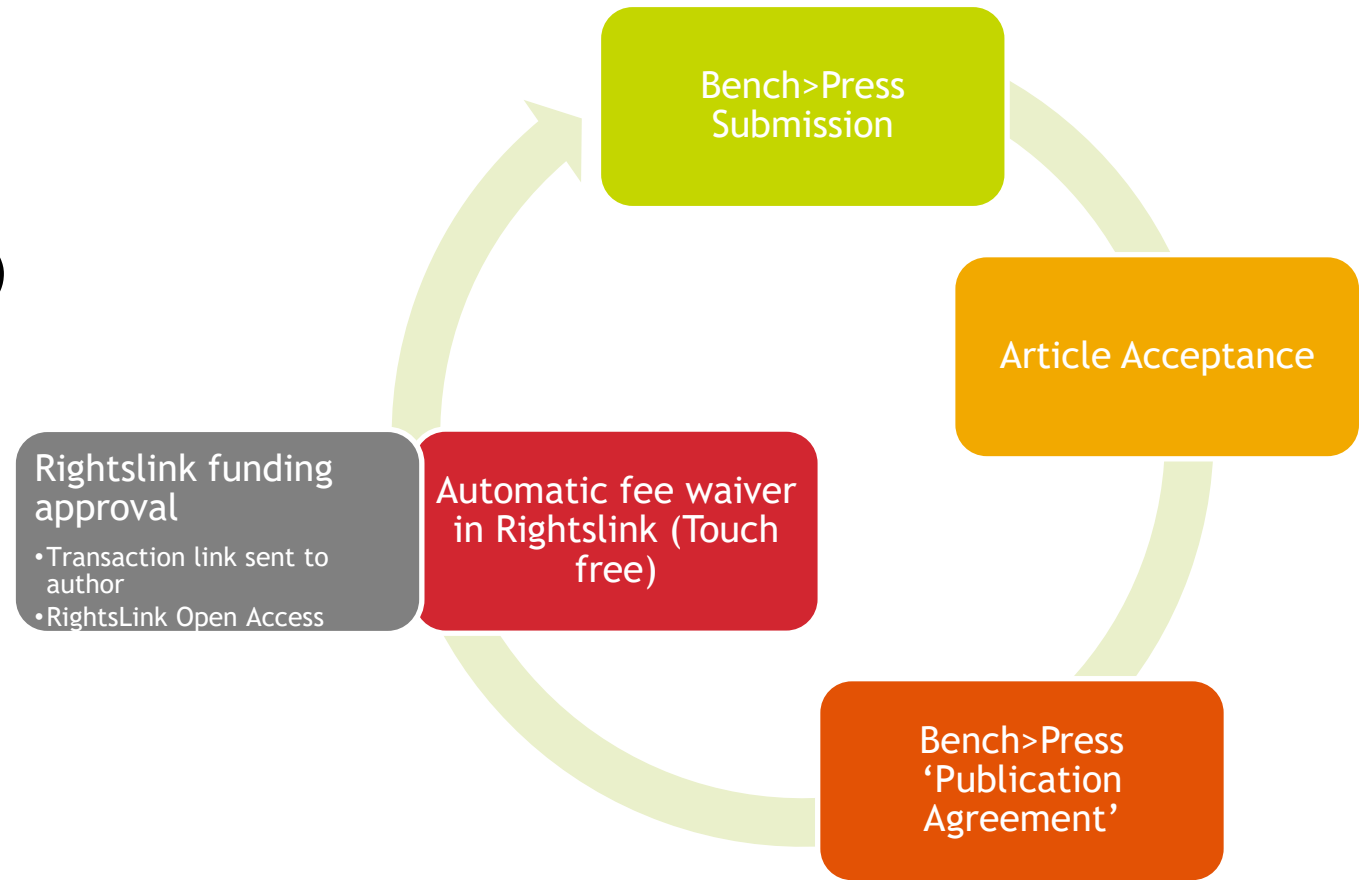 Bench>Press
Submission
Article Acceptance
Bench>Press
‘Publication
Agreement’
Automatic fee waiver
in Rightslink (Touch
free)
Rightslink funding
approval
•Transaction link sent to
author
•RightsLink Open Access
)